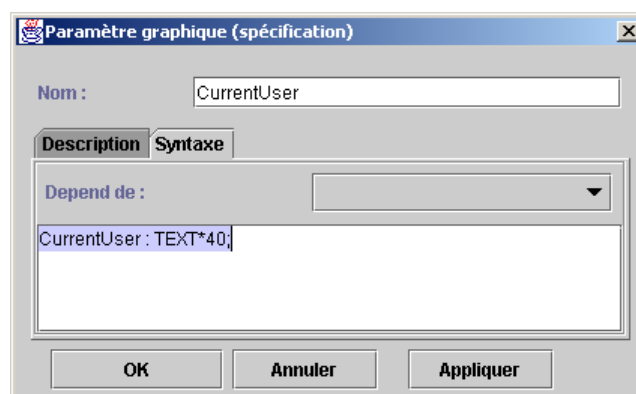 Paramètre graphique (spécification)
Nom : CurrentUser
Description Syntaxe
Depend de :
CurrentUser : TEXT*40;
OK Annuler Appliquer